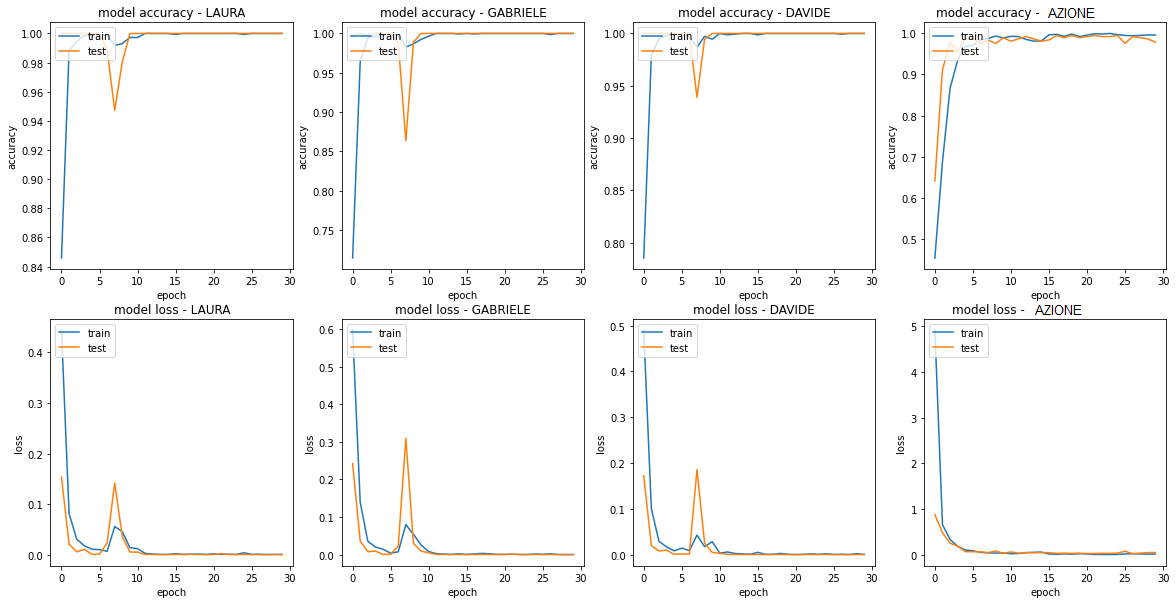 model accuracy - LAURA
model accuracy - GABRIELE
model accuracy - DAVIDE
model accuracy - AZIONE
1.00
0.98
0.96
0.94
0.92
0.90
0.88
0.86
0.84
accuracy
train
test
0 5 10 15 20 25 30
epoch
1.00
0.95
0.90
0.85
0.80
0.75
accuracy
train
test
0 5 10 15 20 25 30
epoch
1.00
0.95
0.90
0.85
0.80
accuracy
train
test
0 5 10 15 20 25 30
epoch
1.0
0.9
0.8
0.7
0.6
0.5
accuracy
train
test
0 5 10 15 20 25 30
epoch
model loss - LAURA
model loss - GABRIELE
model loss - DAVIDE
model loss - AZIONE
0.4
0.3
0.2
0.1
0.0
loss
train
test
0 5 10 15 20 25 30
epoch
0.6
0.5
0.4
0.3
0.2
0.1
0.0
loss
train
test
0 5 10 15 20 25 30
epoch
0.5
0.4
0.3
0.2
0.1
0.0
loss
train
test
0 5 10 15 20 25 30
epoch
5
4
3
2
1
0
loss
train
test
0 5 10 15 20 25 30
epoch